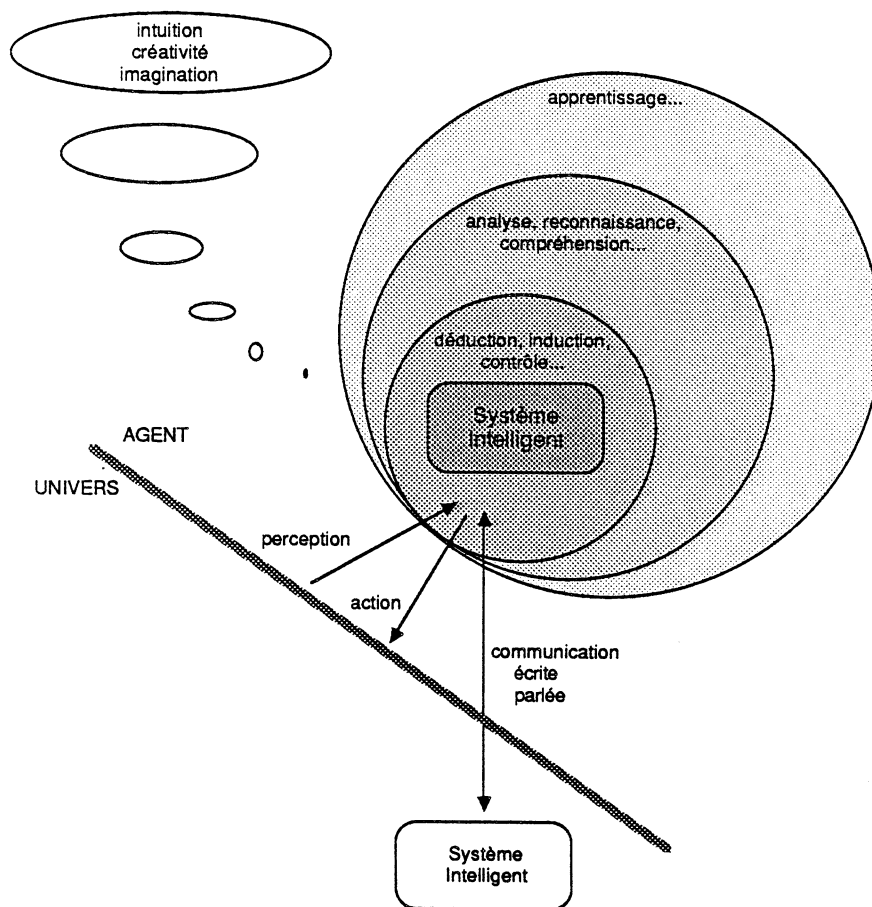 intuition
créativité
imagination
apprentissage...
analyse, reconnaissance,
compréhension...
déduction, induction,
contrôle...
Système
intelligent
AGENT
UNIVERS
perception
action
communication
écrite
parlée
Système
Intelligent